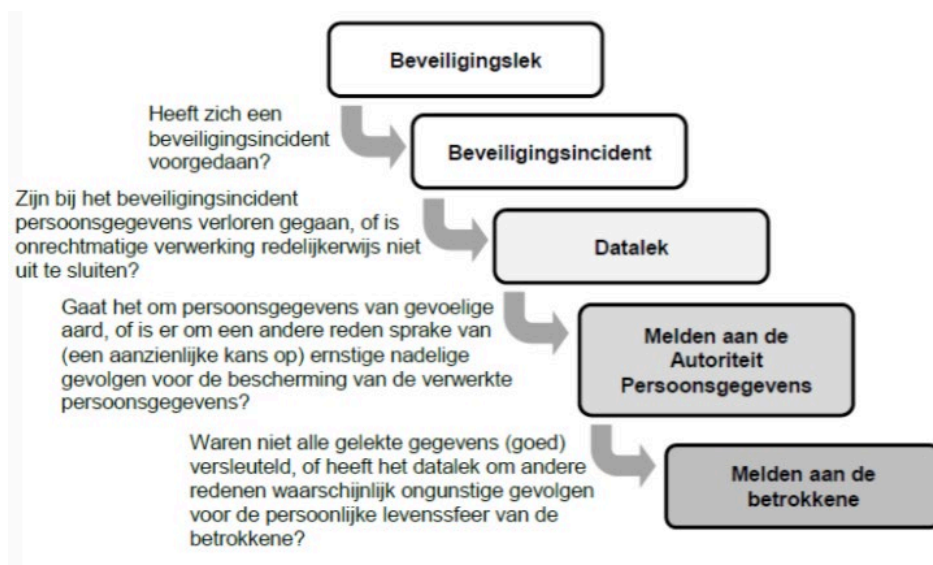 Beveiligingslek
Heeft zich een
beveiligingsincident
voorgedaan?
Beveiligingsincident
Zijn bij het beveiligingsincident
persoonsgegevens verloren gegaan, of is
onrechtmatige verwerking redelijkerwijs niet
uit te sluiten?
Datalek
Gaat het om persoonsgegevens van gevoelige
aard, of is er om een andere reden sprake van
(een aanzienlijke kans op) ernstige nadelige
gevolgen voor de bescherming van de verwerkte
persoonsgegevens?
Melden aan de
Autoriteit
Persoonsgegevens
Waren niet alle gelekte gegevens (goed)
versleuteld, of heeft het datalek om andere
redenen waarschijnlijk ongunstige gevolgen
voor de persoonlijke levenssfeer van de
betrokkene?
Melden aan de
betrokkene